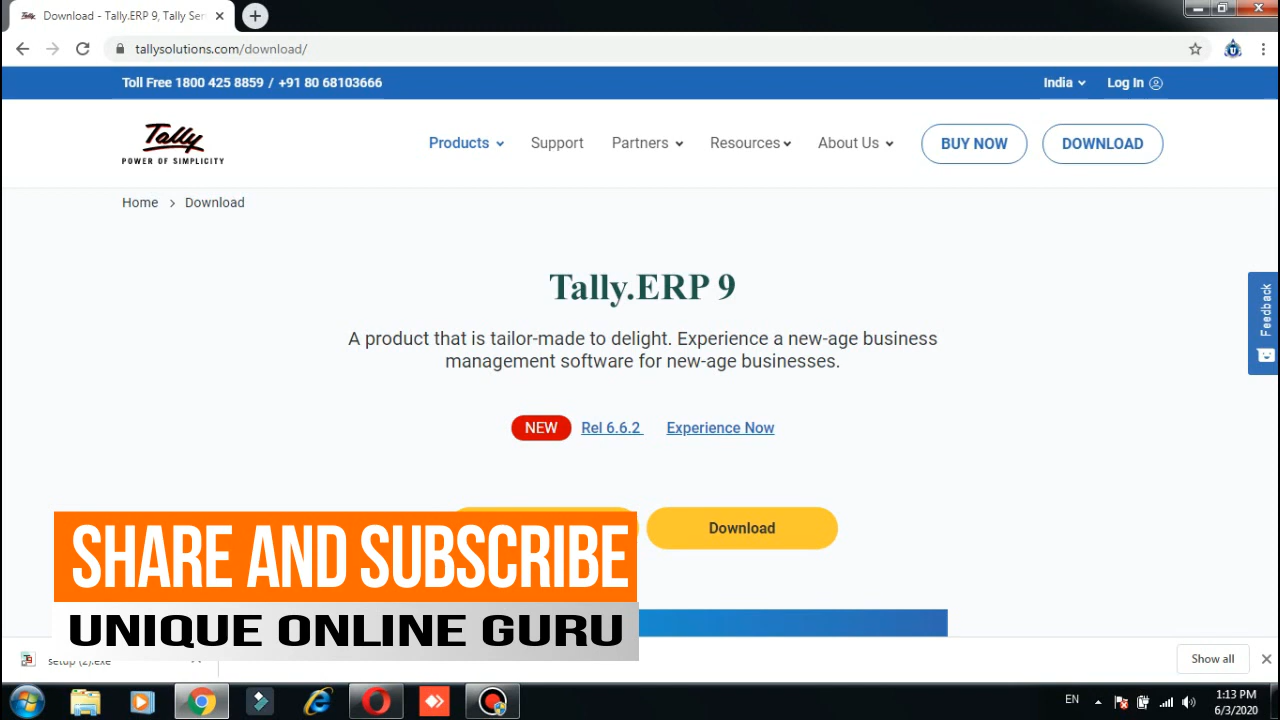 Download - Tally.ERP 9, Tally Ser
tallysolutions.com/download/
Toll Free 1800 425 8859 / +91 80 68103666
India
Log In
Tally
POWER OF SIMPLICITY
Products
Support
Partners
Resources
About Us
BUY NOW
DOWNLOAD
Home > Download
Tally.ERP 9
A product that is tailor-made to delight. Experience a new-age business
management software for new-age businesses.
NEW Rel 6.6.2 Experience Now
Feedback
Download
SHARE AND SUBSCRIBE
UNIQUE ONLINE GURU
setup (2).exe
Show all
EN
1:13 PM
6/3/2020